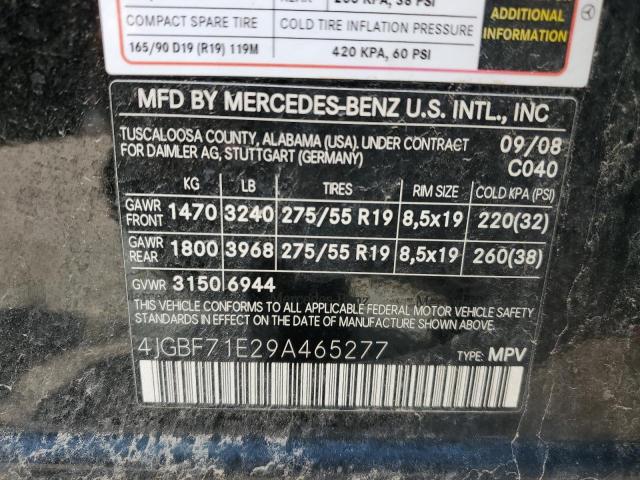 COMPACT SPARE TIRE COLD TIRE INFLATION PRESSURE
165/90 D19 (R19) 119M 420 KPA, 60 PSI
ADDITIONAL
INFORMATION
MFD BY MERCEDES-BENZ U.S. INTL., INC
TUSCALOOSA COUNTY, ALABAMA (USA). UNDER CONTRACT 09/08
FOR DAIMLER AG, STUTTGART (GERMANY) C040
KG LB TIRES RIM SIZE COLD KPA (PSI)
GAWR FRONT 1470 3240 275/55 R19 8,5x19 220(32)
GAWR REAR 1800 3968 275/55 R19 8,5x19 260(38)
GVWR 3150 6944
THIS VEHICLE CONFORMS TO ALL APPLICABLE FEDERAL MOTOR VEHICLE SAFETY
STANDARDS IN EFFECT ON THE DATE OF MANUFACTURE SHOWN ABOVE.
4JGBF71E29A465277 TYPE: MPV